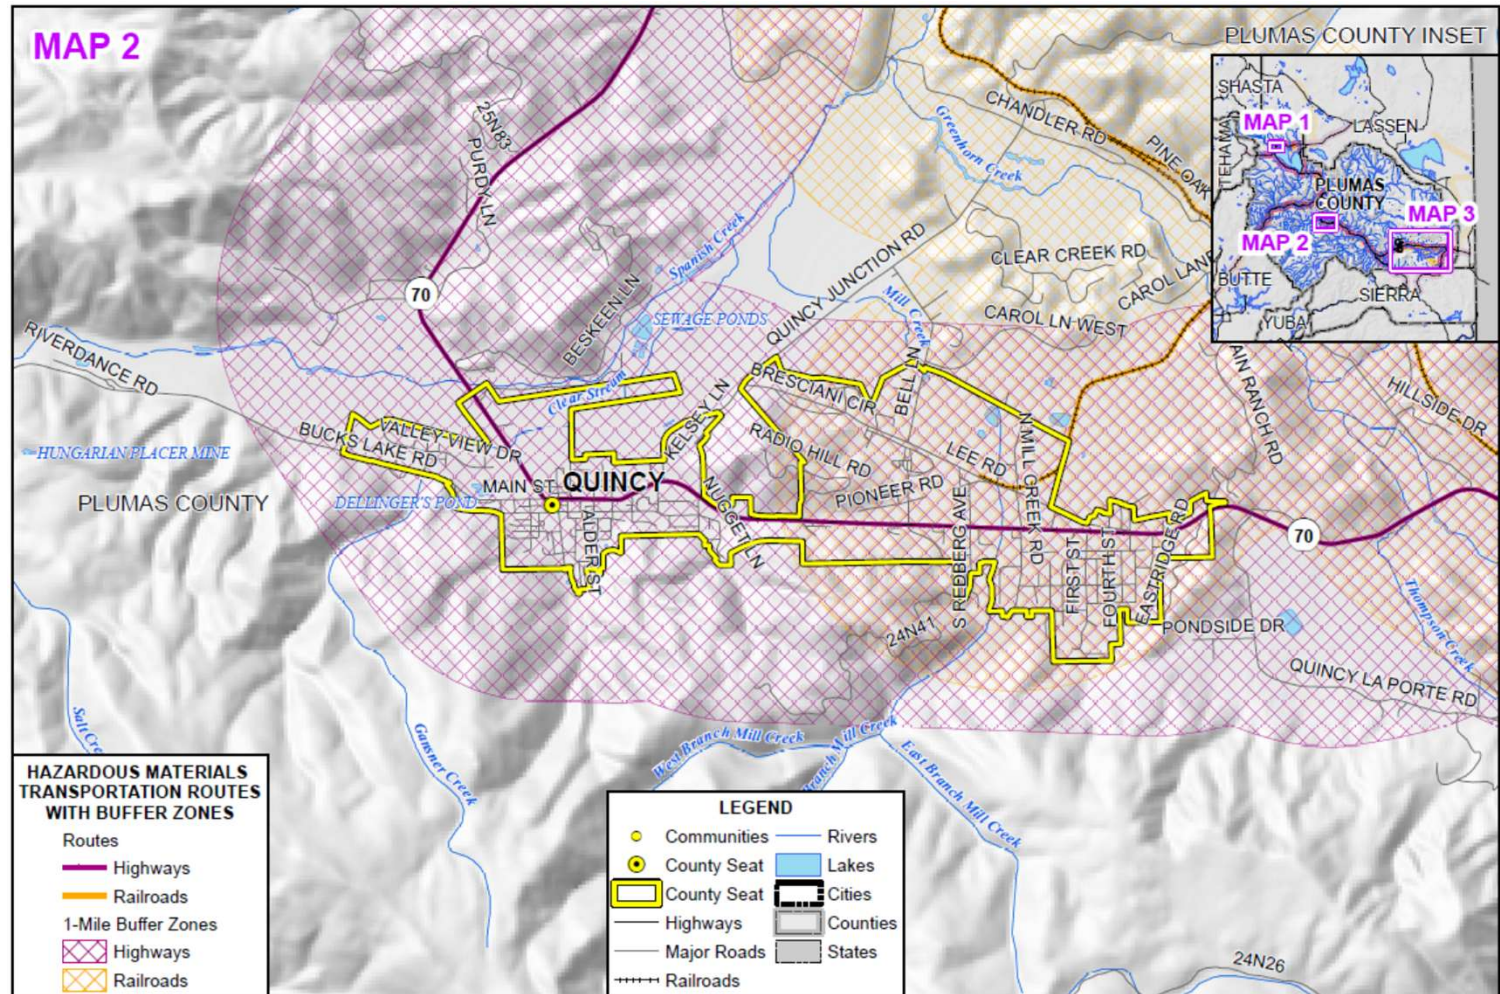 MAP 2
PLUMAS COUNTY INSET
SHASTA
MAP 1
LASSEN
TEHAMA
PLUMAS
COUNTY
MAP 3
MAP 2
BUTTE
SIERRA
YUBA
25N83
PURDY LN
CHANDLER RD
PINE OAK
Greenhorn Creek
Spanish Creek
QUINCY JUNCTION RD
CLEAR CREEK RD
CAROL LANE
CAROL LN WEST
Mill Creek
70
BESKEEN LN
SEWAGE PONDS
RIVERDANCE RD
AIN RANCH RD
HILLSIDE DR
Clear Stream
KELSEY LN
BRESCIANI CIR
BELL LN
VALLEY VIEW DR
BUCKS LAKE RD
HUNGARIAN PLACER MINE
RADIO HILL RD
LEE RD
N MILL CREEK RD
PLUMAS COUNTY
DELLINGER'S POND
MAIN ST
QUINCY
PIONEER RD
NUGGET LN
ALDER ST
S REDBERG AVE
FIRST ST
FOURTH ST
EASTRIDGE RD
70
Thompson Creek
24N41
PONDSIDE DR
QUINCY LA PORTE RD
Salt Cre
Gansner Creek
West Branch Mill Creek
Branch Mill Creek
East Branch Mill Creek
24N26
HAZARDOUS MATERIALS
TRANSPORTATION ROUTES
WITH BUFFER ZONES
Routes
Highways
Railroads
1-Mile Buffer Zones
Highways
Railroads
LEGEND
Communities
County Seat
County Seat
Highways
Major Roads
Railroads
Rivers
Lakes
Cities
Counties
States